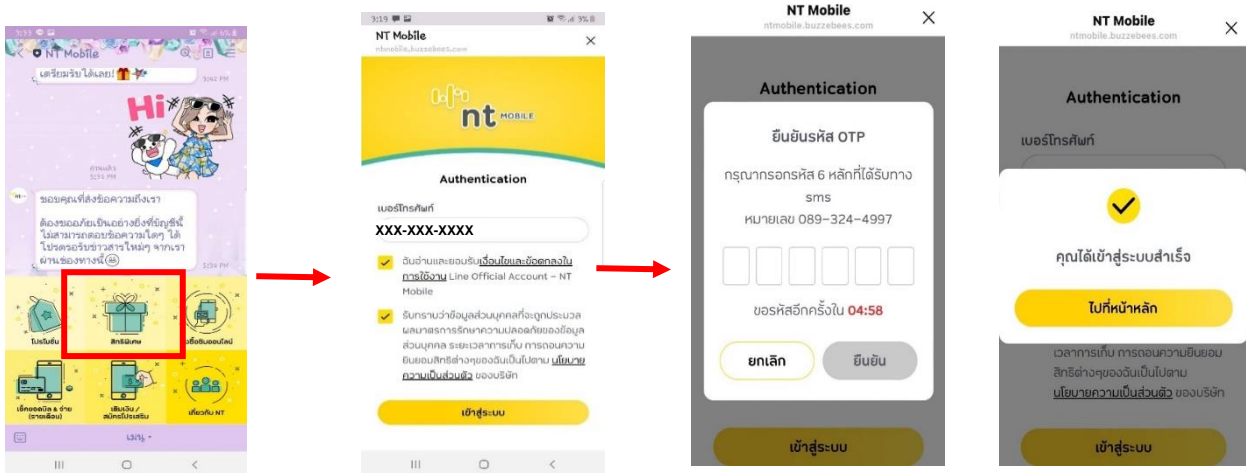 3:19
NT Mobile
เตรียมรับได้เลย!
3:42 PM
Hi
อ่านแล้ว
5:31 PM
ขอบคุณที่ส่งข้อความถึงเรา
ต้องขออภัยเป็นอย่างยิ่งที่บัญชีนี้
ไม่สามารถตอบข้อความใดๆ ได้
โปรดรอรับข่าวสารใหม่ๆ จากเรา
ผ่านช่องทางนี้
โปรโมชั่น
สิทธิพิเศษ
ซื้อซิมออนไลน์
เช็คยอดบิล & จ่าย
(รายเดือน)
เติมเงิน /
สมัครโปรเสริม
เกี่ยวกับ NT
เมนู
NT Mobile
ntmobile.buzzebees.com
nt MOBILE
Authentication
เบอร์โทรศัพท์
XXX-XXX-XXXX
ฉันอ่านและยอมรับเงื่อนไขและข้อตกลงใน
การใช้งาน Line Official Account – NT
Mobile
รับทราบว่าข้อมูลส่วนบุคคลที่จะถูกประมวล
ผลมาตรการรักษาความปลอดภัยของข้อมูล
ส่วนบุคคล ระยะเวลาการเก็บ การถอนความ
ยินยอมสิทธิต่างๆของฉันเป็นไปตาม นโยบาย
ความเป็นส่วนตัว ของบริษัท
เข้าสู่ระบบ
NT Mobile
ntmobile.buzzebees.com
Authentication
ยืนยันรหัส OTP
กรุณากรอกรหัส 6 หลักที่ได้รับทาง
sms
หมายเลข 089-324-4997
ขอรหัสอีกครั้งใน 04:58
ยกเลิก
ยืนยัน
เข้าสู่ระบบ
NT Mobile
ntmobile.buzzebees.com
Authentication
เบอร์โทรศัพท์
คุณได้เข้าสู่ระบบสำเร็จ
ไปที่หน้าหลัก
เวลาการเก็บ การถอนความยินยอม
สิทธิต่างๆของฉันเป็นไปตาม
นโยบายความเป็นส่วนตัว ของบริษัท
เข้าสู่ระบบ